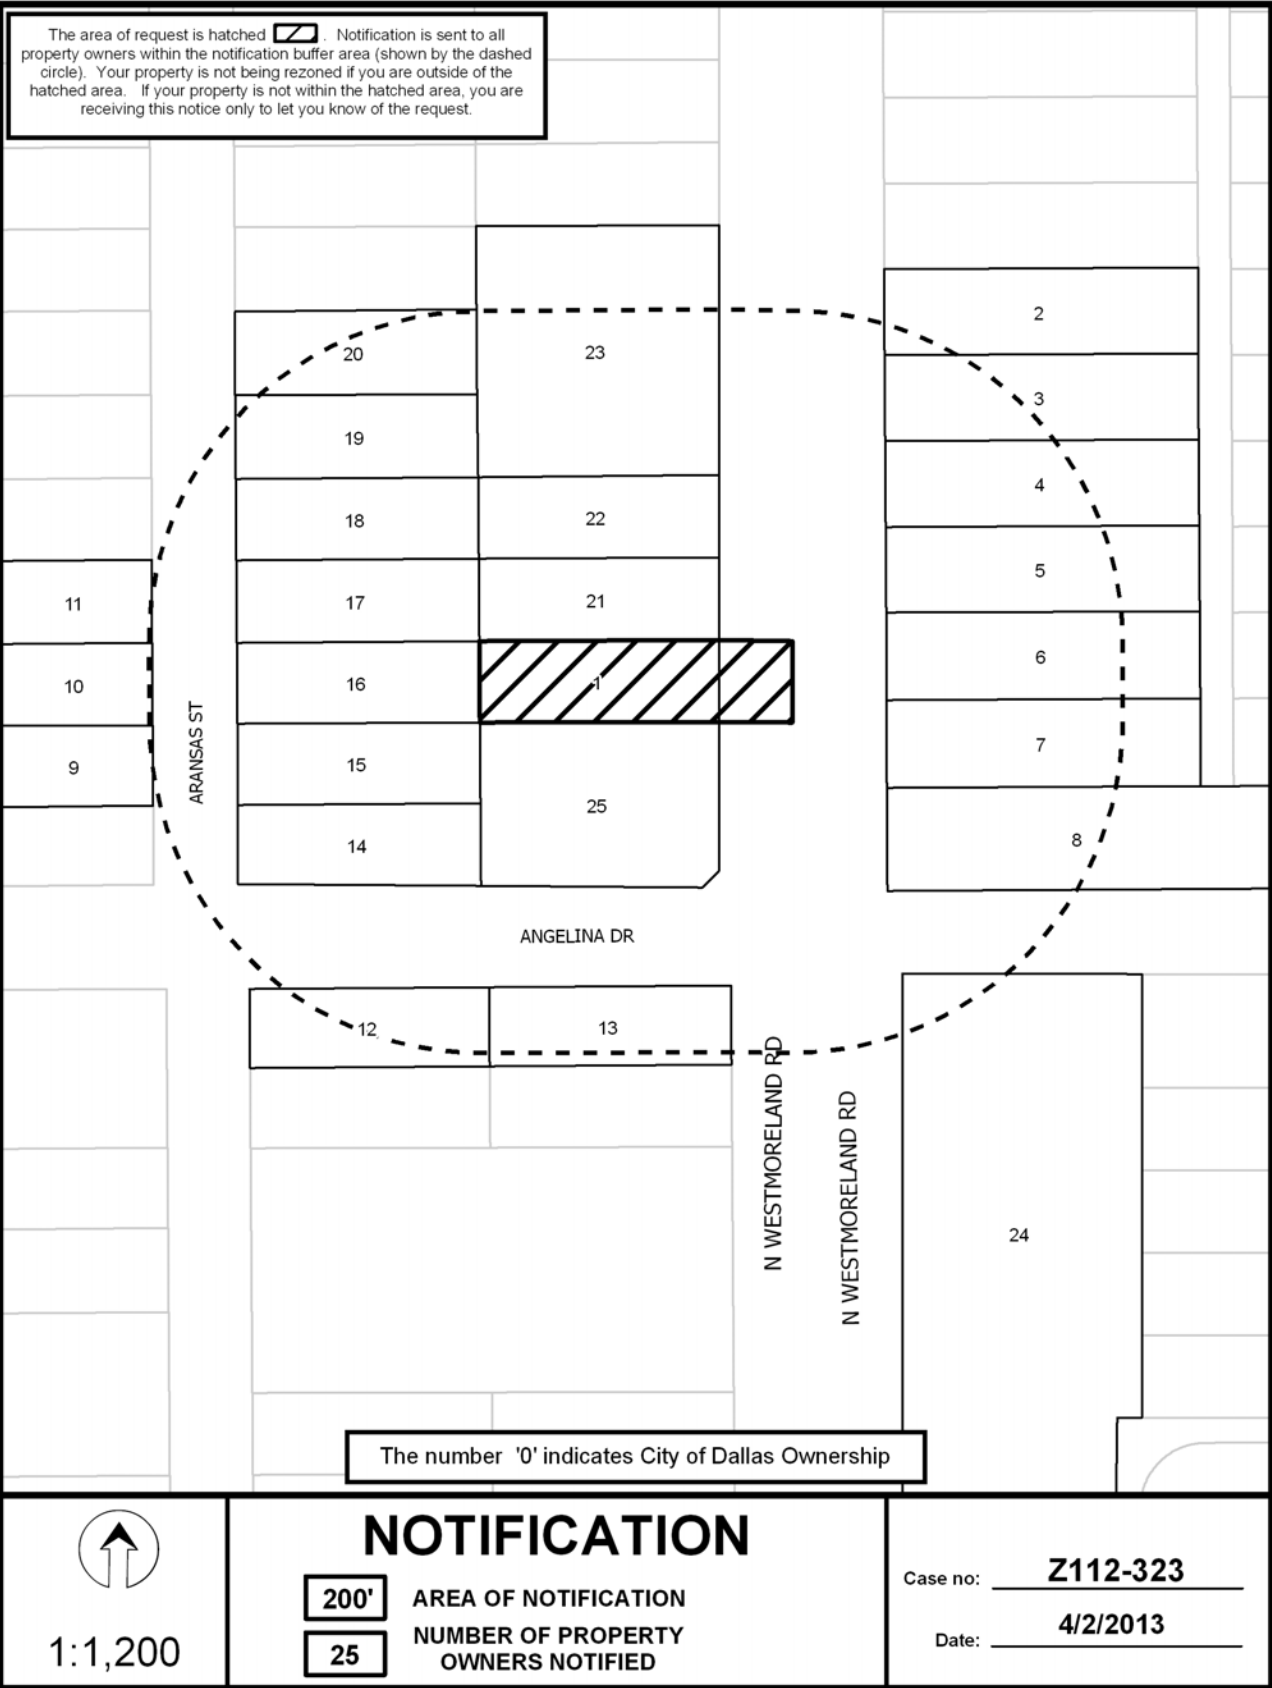 The area of request is hatched . Notification is sent to all
property owners within the notification buffer area (shown by the dashed
circle). Your property is not being rezoned if you are outside of the
hatched area. If your property is not within the hatched area, you are
receiving this notice only to let you know of the request.
2
20
23
3
19
4
18
22
5
11
17
21
6
10
16
1
7
9
15
25
8
14
ARANSAS ST
ANGELINA DR
12
13
N WESTMORELAND RD
N WESTMORELAND RD
24
The number '0' indicates City of Dallas Ownership
1:1,200
NOTIFICATION
200' AREA OF NOTIFICATION
25 NUMBER OF PROPERTY
OWNERS NOTIFIED
Case no: Z112-323
Date: 4/2/2013